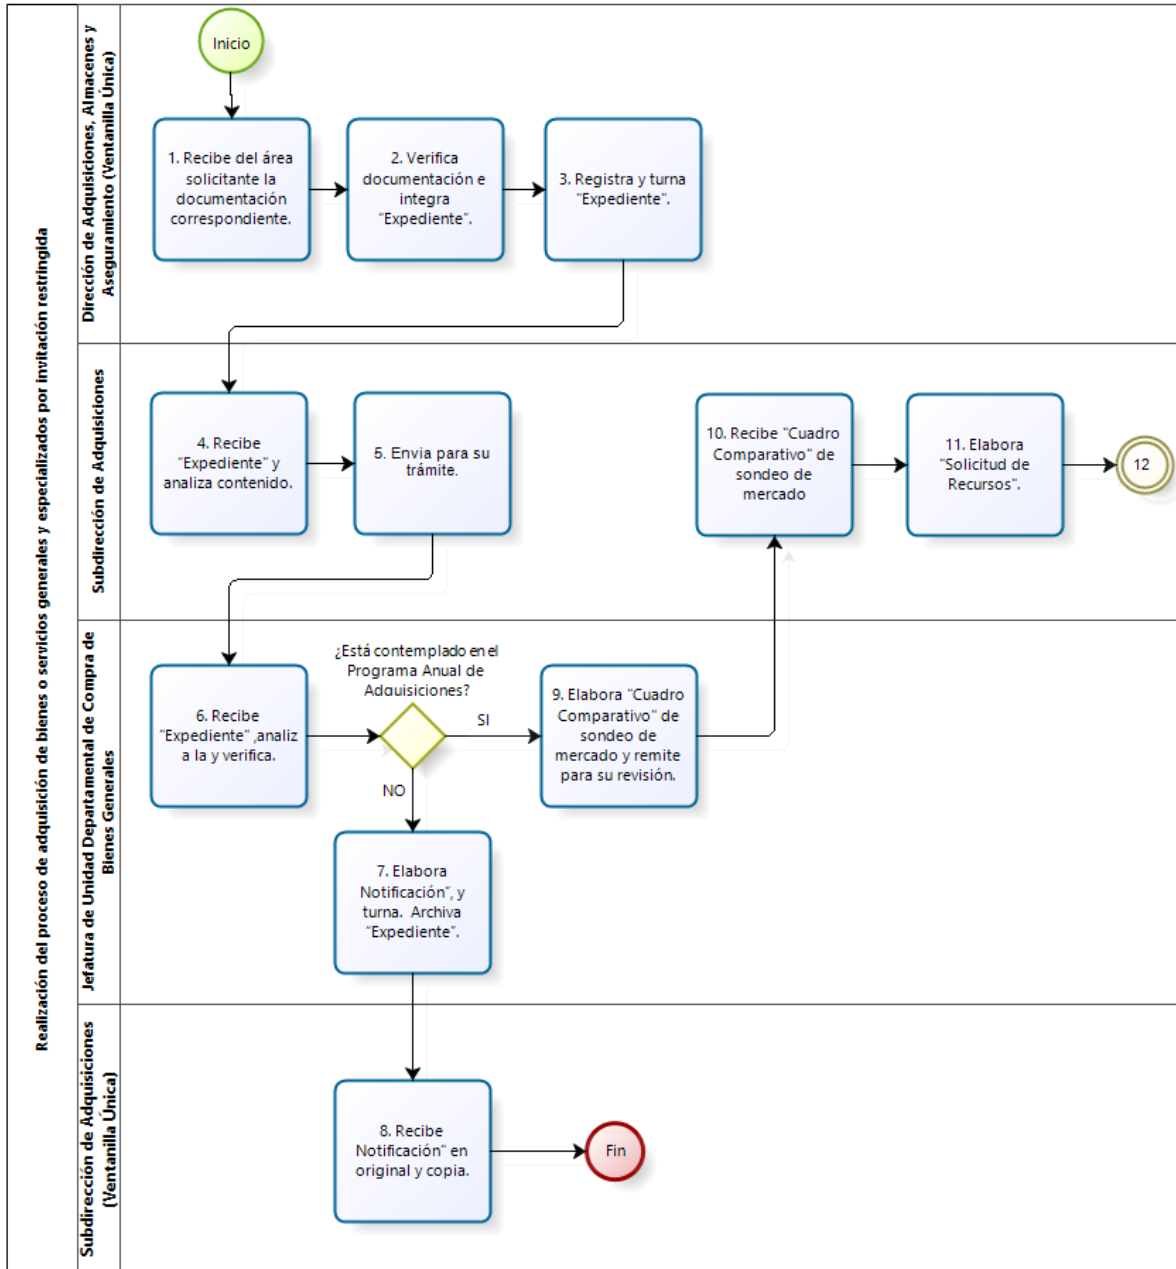 Realización del proceso de adquisición de bienes o servicios generales y especializados por invitación restringida
Dirección de Adquisiciones, Almacenes y
Aseguramiento (Ventanilla Única)
Inicio
1. Recibe del área
solicitante la
documentación
correspondiente.
2. Verifica
documentación e
integra
“Expediente”.
3. Registra y turna
“Expediente”.
Subdirección de Adquisiciones
4. Recibe
“Expediente” y
analiza contenido.
5. Envia para su
trámite.
10. Recibe “Cuadro
Comparativo” de
sondeo de
mercado
11. Elabora
“Solicitud de
Recursos”.
12
Jefatura de Unidad Departamental de Compra de
Bienes Generales
6. Recibe
“Expediente” ,analiz
a la y verifica.
¿Está contemplado en el
Programa Anual de
Adquisiciones?
SI
NO
9. Elabora “Cuadro
Comparativo” de
sondeo de
mercado y remite
para su revisión.
7. Elabora
Notificación”, y
turna.  Archiva
“Expediente”.
Subdirección de Adquisiciones
(Ventanilla Única)
8. Recibe
Notificación” en
original y copia.
Fin